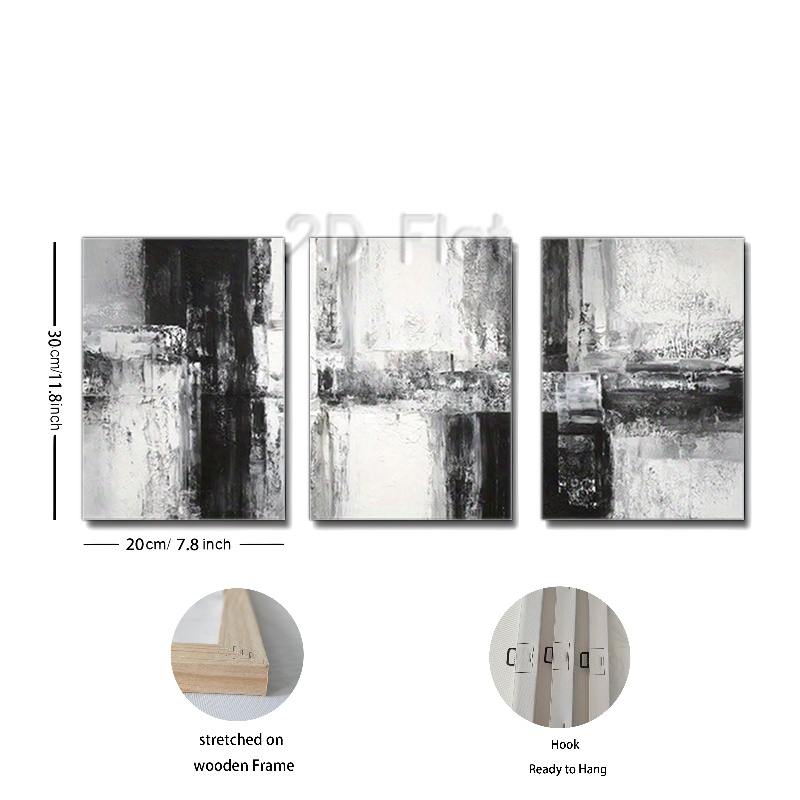 2D Flat
30cm/11.8inch
20cm/ 7.8 inch
stretched on
wooden Frame
Hook
Ready to Hang